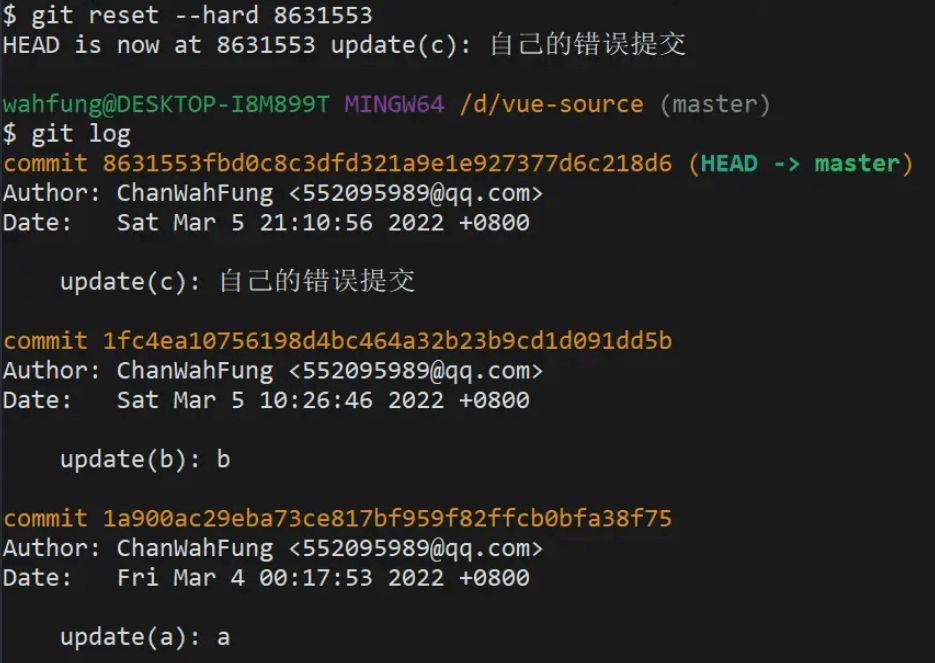 $ git reset --hard 8631553
HEAD is now at 8631553 update(c): 自己的错误提交
wahfung@DESKTOP-I8M899T MINGW64 /d/vue-source (master)
$ git log
commit 8631553fbd0c8c3dfd321a9e1e927377d6c218d6 (HEAD -> master)
Author: ChanWahFung <552095989@qq.com>
Date:   Sat Mar 5 21:10:56 2022 +0800
update(c): 自己的错误提交
commit 1fc4ea10756198d4bc464a32b23b9cd1d091dd5b
Author: ChanWahFung <552095989@qq.com>
Date:   Sat Mar 5 10:26:46 2022 +0800
update(b): b
commit 1a900ac29eba73ce817bf959f82ffcb0bfa38f75
Author: ChanWahFung <552095989@qq.com>
Date:   Fri Mar 4 00:17:53 2022 +0800
update(a): a